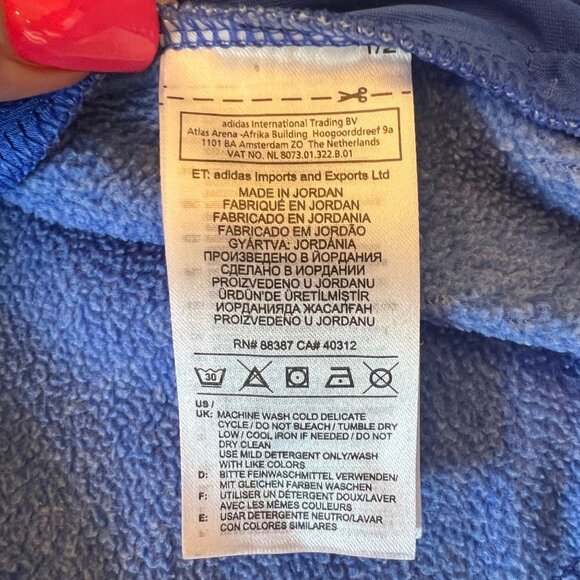 1/2
adidas International Trading BV
Atlas Arena -Afrika Building Hoogoorddreef 9a
1101 BA Amsterdam ZO The Netherlands
VAT NO. NL 8073.01.322.B.01
ET: adidas Imports and Exports Ltd
MADE IN JORDAN
FABRIQUÉ EN JORDAN
FABRICADO EN JORDANIA
FABRICADO EM JORDÃO
GYÁRTVA: JORDÁNIA
ПРОИЗВЕДЕНО В ЙОРДАНИЯ
СДЕЛАНО В ИОРДАНИИ
PROIZVEDENO U JORDANU
ÜRDÜN'DE ÜRETİLMİŞTİR
ИОРДАНИЯДА ЖАСАЛҒАН
PROIZVEDENO U JORDANU
RN# 88387 CA# 40312
30
US /
UK: MACHINE WASH COLD DELICATE
CYCLE / DO NOT BLEACH / TUMBLE DRY
LOW / COOL IRON IF NEEDED / DO NOT
DRY CLEAN
USE MILD DETERGENT ONLY/WASH
WITH LIKE COLORS
D: BITTE FEINWASCHMITTEL VERWENDEN/
MIT GLEICHEN FARBEN WASCHEN
F: UTILISER UN DÉTERGENT DOUX/LAVER
AVEC LES MÊMES COULEURS
E: USAR DETERGENTE NEUTRO/LAVAR
CON COLORES SIMILARES